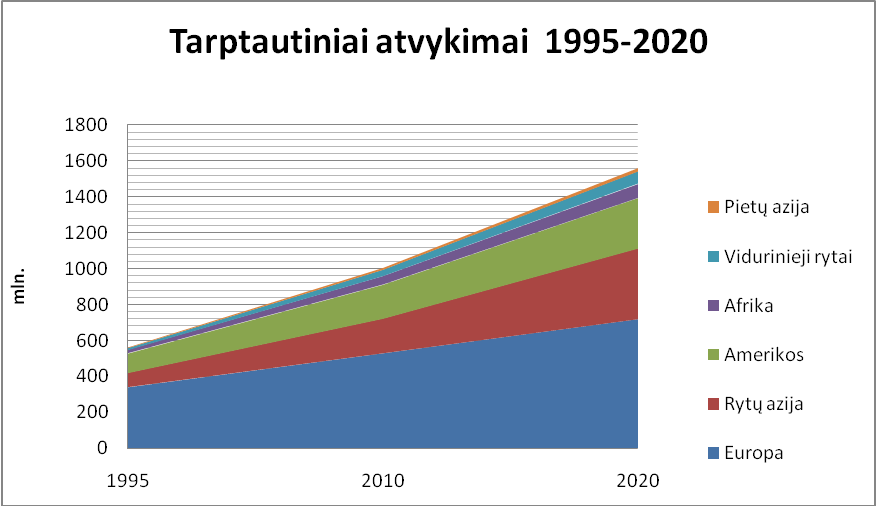 Tarptautiniai atvykimai 1995-2020
1800
1600
1400
1200
1000
800
600
400
200
0
mln.
1995
2010
2020
Pietų azija
Vidurinieji rytai
Afrika
Amerikos
Rytų azija
Europa